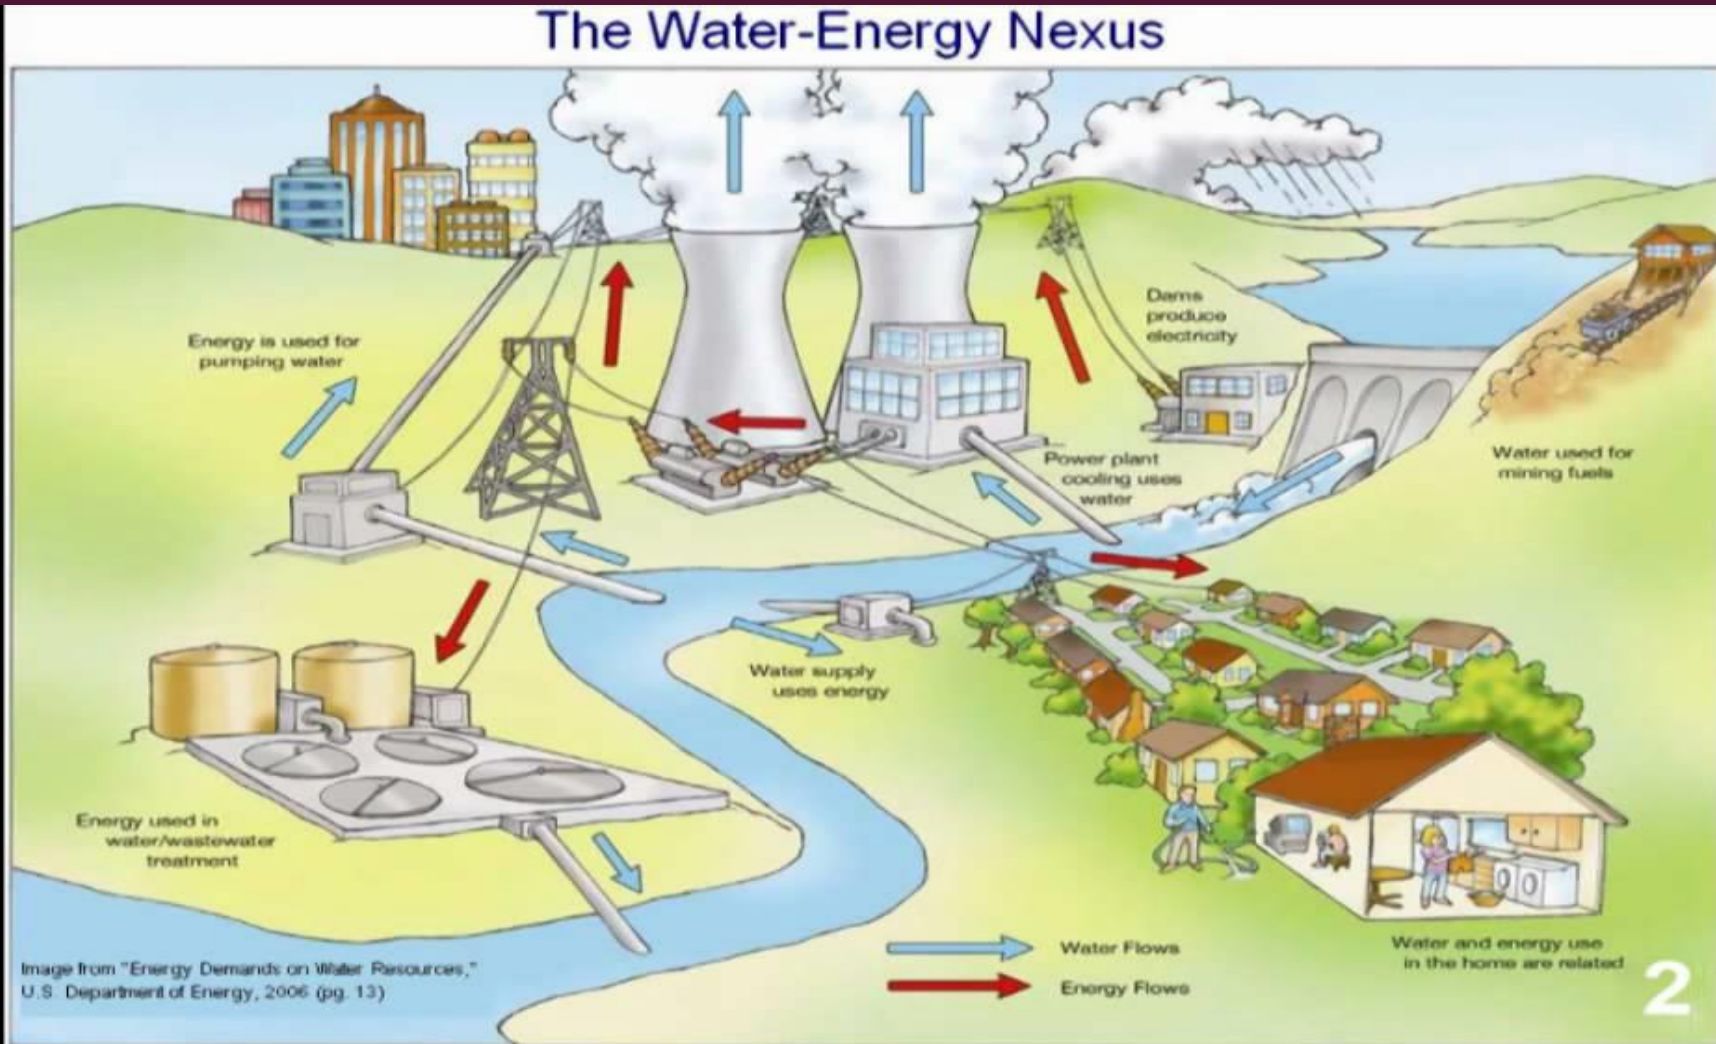 The Water-Energy Nexus
Energy is used for
pumping water
Dams
produce
electricity
Power plant
cooling uses
water
Water used for
mining fuels
Water supply
uses energy
Energy used in
water/wastewater
treatment
Water and energy use
in the home are related
Water Flows
Energy Flows
Image from "Energy Demands on Water Resources,"
U.S. Department of Energy, 2006 (pg. 13)
2